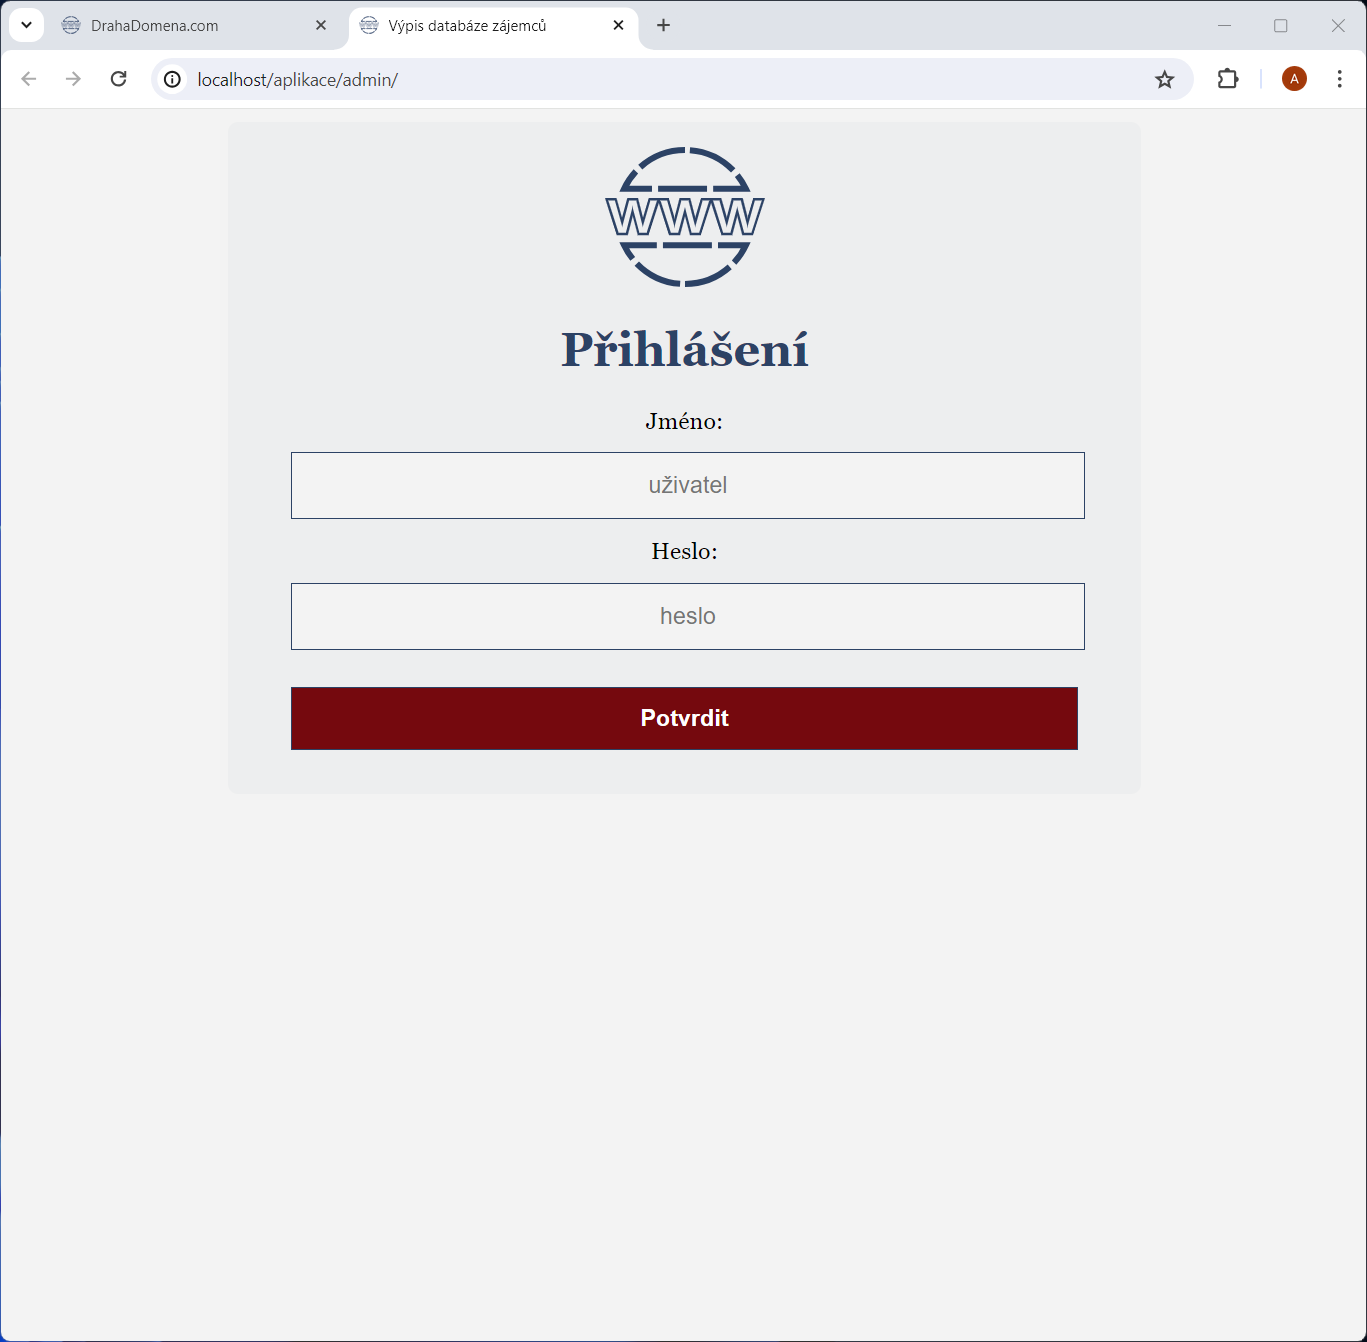 DrahaDomena.com
Výpis databáze zájemců
localhost/aplikace/admin/
A
WWW
Přihlášení
Jméno:
uživatel
Heslo:
heslo
Potvrdit